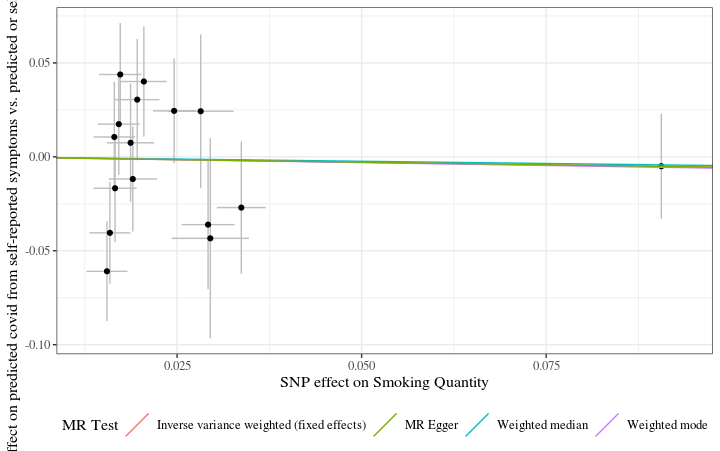 effect on predicted covid from self-reported symptoms vs. predicted or se
0.05
0.00
-0.05
-0.10
0.025
0.050
0.075
SNP effect on Smoking Quantity
MR Test
Inverse variance weighted (fixed effects)
MR Egger
Weighted median
Weighted mode